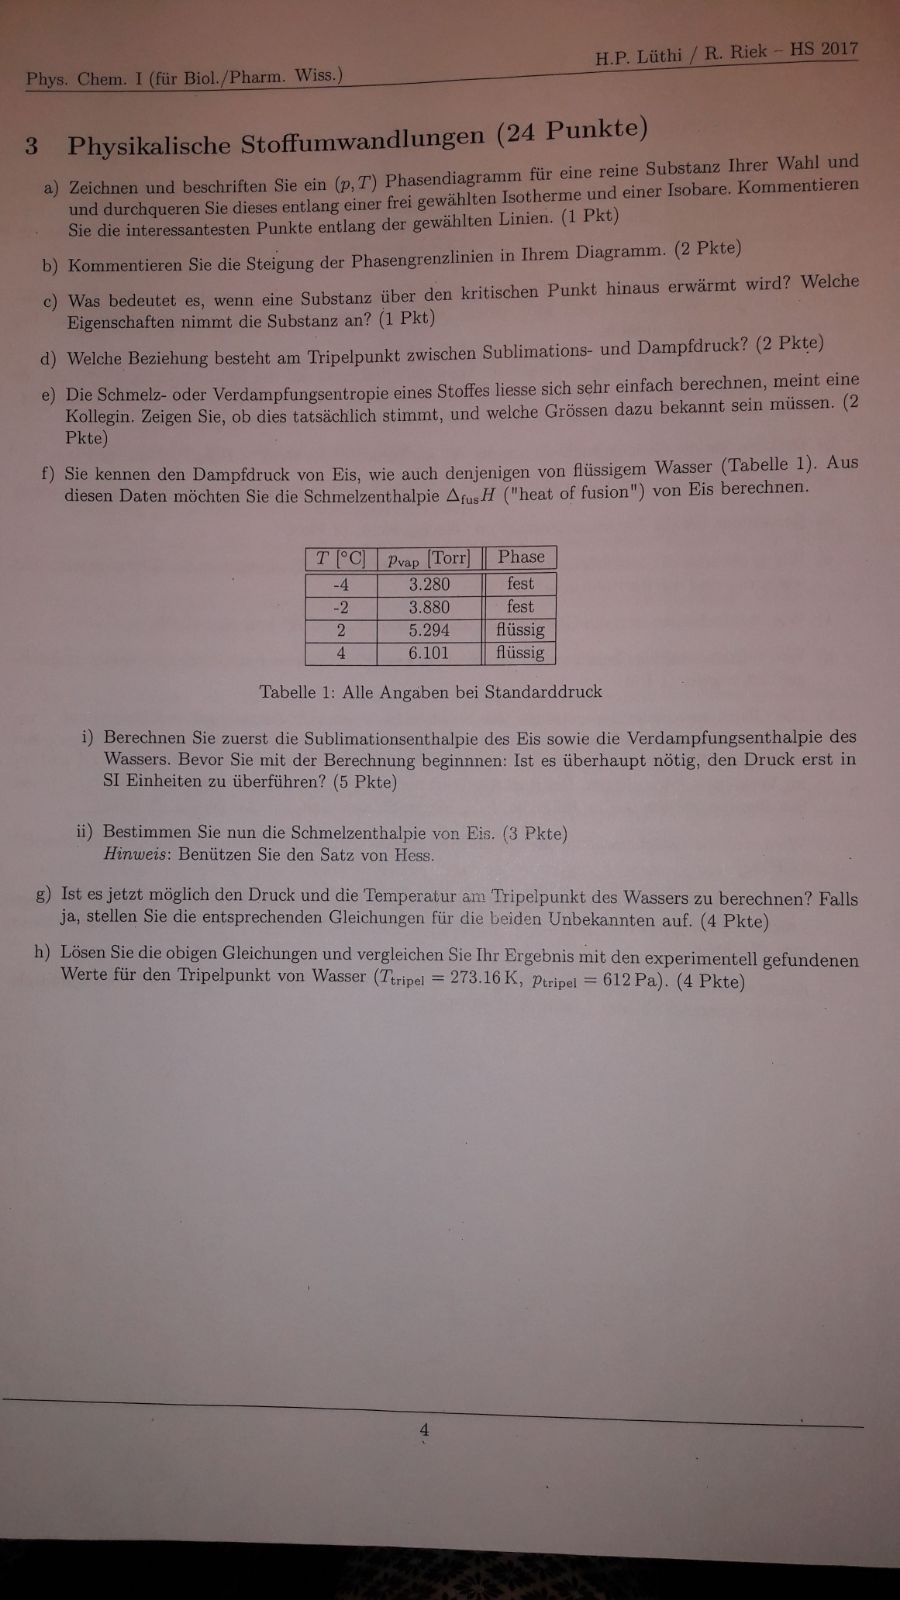 Phys. Chem. I (für Biol./Pharm. Wiss.)
H.P. Lüthi / R. Riek – HS 2017
3 Physikalische Stoffumwandlungen (24 Punkte)
a) Zeichnen und beschriften Sie ein (p, T) Phasendiagramm für eine reine Substanz Ihrer Wahl und
und durchqueren Sie dieses entlang einer frei gewählten Isotherme und einer Isobare. Kommentieren
Sie die interessantesten Punkte entlang der gewählten Linien. (1 Pkt)
b) Kommentieren Sie die Steigung der Phasengrenzlinien in Ihrem Diagramm. (2 Pkte)
c) Was bedeutet es, wenn eine Substanz über den kritischen Punkt hinaus erwärmt wird? Welche
Eigenschaften nimmt die Substanz an? (1 Pkt)
d) Welche Beziehung besteht am Tripelpunkt zwischen Sublimations- und Dampfdruck? (2 Pkte)
e) Die Schmelz- oder Verdampfungsentropie eines Stoffes liesse sich sehr einfach berechnen, meint eine
Kollegin. Zeigen Sie, ob dies tatsächlich stimmt, und welche Grössen dazu bekannt sein müssen. (2
Pkte)
f) Sie kennen den Dampfdruck von Eis, wie auch denjenigen von flüssigem Wasser (Tabelle 1). Aus
diesen Daten möchten Sie die Schmelzenthalpie ΔfusH ("heat of fusion") von Eis berechnen.
T [°C] pvap [Torr] Phase
-4 3.280 fest
-2 3.880 fest
2 5.294 flüssig
4 6.101 flüssig
Tabelle 1: Alle Angaben bei Standarddruck
i) Berechnen Sie zuerst die Sublimationsenthalpie des Eis sowie die Verdampfungsenthalpie des
Wassers. Bevor Sie mit der Berechnung beginnnen: Ist es überhaupt nötig, den Druck erst in
SI Einheiten zu überführen? (5 Pkte)
ii) Bestimmen Sie nun die Schmelzenthalpie von Eis. (3 Pkte)
Hinweis: Benützen Sie den Satz von Hess.
g) Ist es jetzt möglich den Druck und die Temperatur am Tripelpunkt des Wassers zu berechnen? Falls
ja, stellen Sie die entsprechenden Gleichungen für die beiden Unbekannten auf. (4 Pkte)
h) Lösen Sie die obigen Gleichungen und vergleichen Sie Ihr Ergebnis mit den experimentell gefundenen
Werte für den Tripelpunkt von Wasser (Ttripel = 273.16 K, ptripel = 612 Pa). (4 Pkte)
4